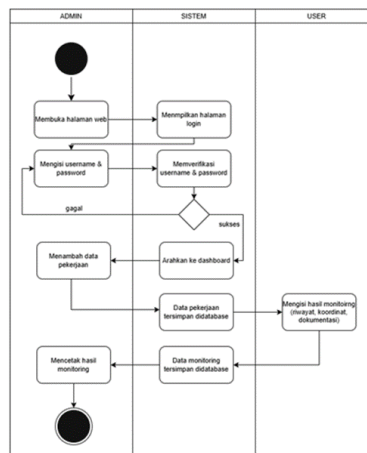 ADMIN
SISTEM
USER
Membuka halaman web
Menmpilkan halaman
login
Mengisi username &
password
Memverifikasi
username & password
gagal
sukses
Menambah data
pekerjaan
Arahkan ke dashboard
Data pekerjaan
tersimpan didatabase
Mengisi hasil monitoirng
(riwayat, koordinat,
dokumentasi)
Mencetak hasil
monitoring
Data monitoring
tersimpan didatabase